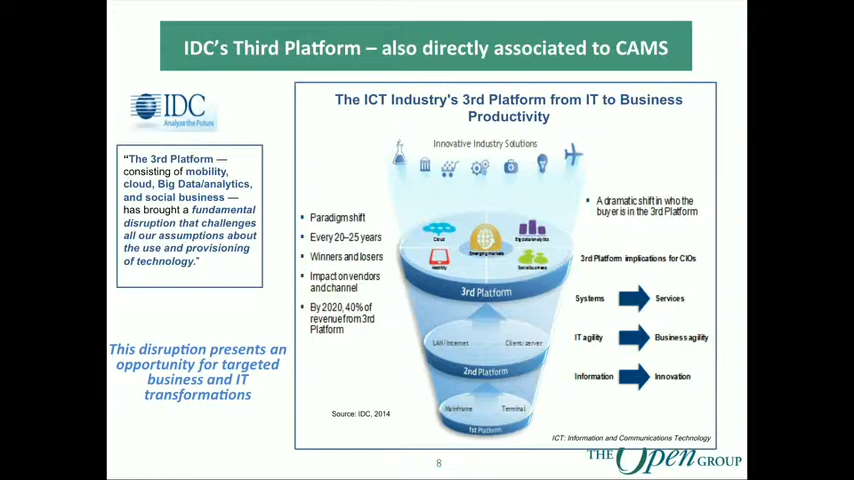 IDC's Third Platform – also directly associated to CAMS
IDC
Analyze the Future
"The 3rd Platform —
consisting of mobility,
cloud, Big Data/analytics,
and social business —
has brought a fundamental
disruption that challenges
all our assumptions about
the use and provisioning
of technology."
This disruption presents an
opportunity for targeted
business and IT
transformations
The ICT Industry's 3rd Platform from IT to Business
Productivity
Innovative Industry Solutions
Paradigm shift
Every 20–25 years
Winners and losers
Impact on vendors
and channel
By 2020, 40% of
revenue from 3rd
Platform
Cloud
Big data/analytics
Emerging markets
Mobility
Social business
3rd Platform
LAN/Internet
Client/server
2nd Platform
Mainframe
Terminal
1st Platform
A dramatic shift in who the
buyer is in the 3rd Platform
3rd Platform implications for CIOs
Systems
Services
IT agility
Business agility
Information
Innovation
Source: IDC, 2014
ICT: Information and Communications Technology
8
THE Open GROUP